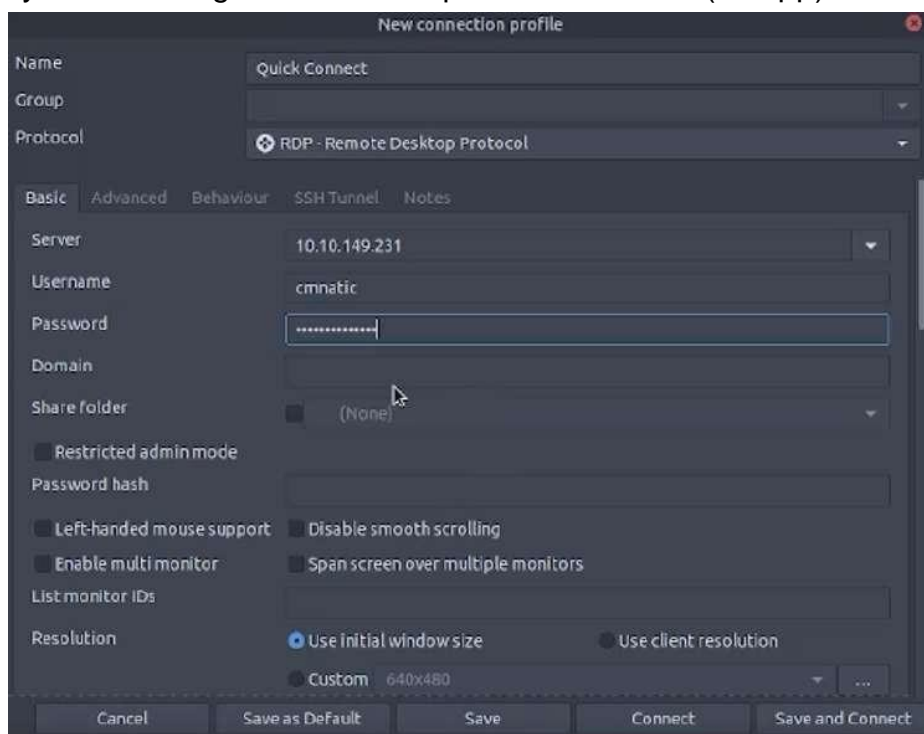 New connection profile
Name Quick Connect
Group
Protocol RDP - Remote Desktop Protocol
Basic Advanced Behaviour SSH Tunnel Notes
Server 10.10.149.231
Username cmnatic
Password ••••••••••••••
Domain
Share folder (None)
Restricted admin mode
Password hash
Left-handed mouse support Disable smooth scrolling
Enable multi monitor Span screen over multiple monitors
List monitor IDs
Resolution Use initial window size Use client resolution
Custom 640x480 ...
Cancel Save as Default Save Connect Save and Connect